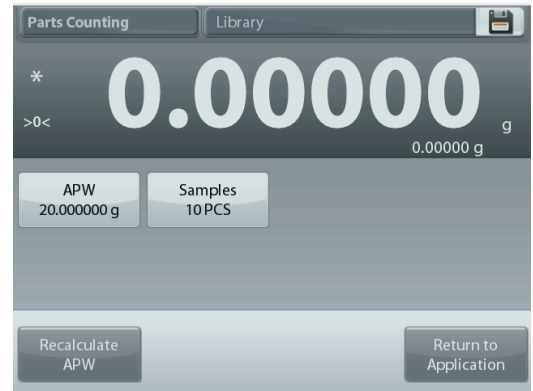 Parts Counting
Library
*
0.00000 g
>0<
0.00000 g
APW
20.000000 g
Samples
10 PCS
Recalculate
APW
Return to
Application